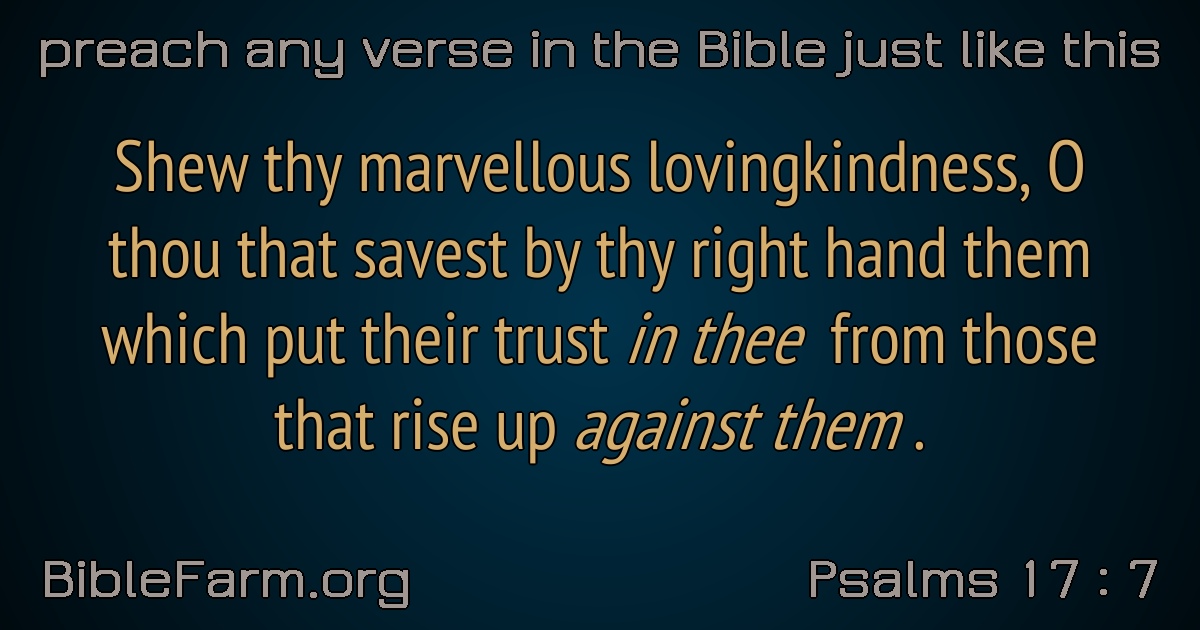 preach any verse in the Bible just like this
Shew thy marvellous lovingkindness, O
thou that savest by thy right hand them
which put their trust in thee from those
that rise up against them .
BibleFarm.org
Psalms 17 : 7